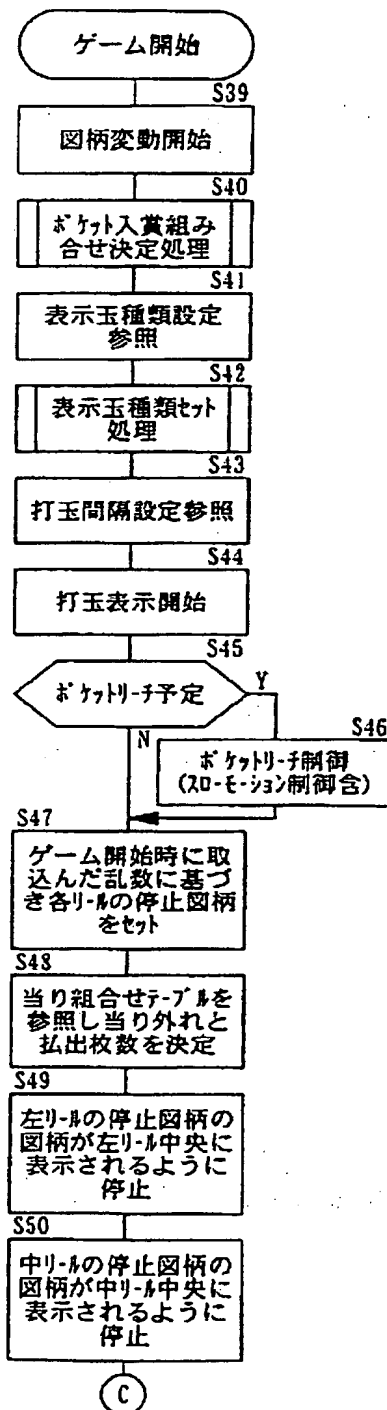 ゲーム開始
S39
図柄変動開始
S40
ポケット入賞組み
合せ決定処理
S41
表示玉種類設定
参照
S42
表示玉種類セット
処理
S43
打玉間隔設定参照
S44
打玉表示開始
S45
ポケットリーチ予定
Y
N
S46
ポケットリーチ制御
(スローモーション制御含)
S47
ゲーム開始時に取
込んだ乱数に基づ
き各リールの停止図柄
をセット
S48
当り組合せテーブルを
参照し当り外れと
払出枚数を決定
S49
左リールの停止図柄の
図柄が左リール中央に
表示されるように
停止
S50
中リールの停止図柄の
図柄が中リール中央に
表示されるように
停止
C